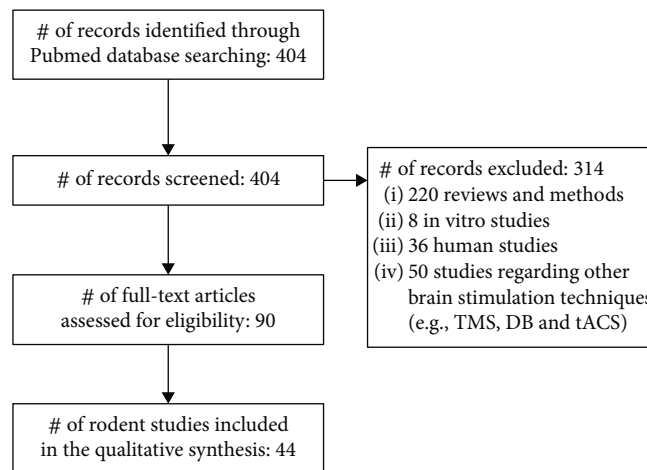 # of records identified through
Pubmed database searching: 404
# of records screened: 404
# of records excluded: 314
(i) 220 reviews and methods
(ii) 8 in vitro studies
(iii) 36 human studies
(iv) 50 studies regarding other
brain stimulation techniques
(e.g., TMS, DB and tACS)
# of full-text articles
assessed for eligibility: 90
# of rodent studies included
in the qualitative synthesis: 44